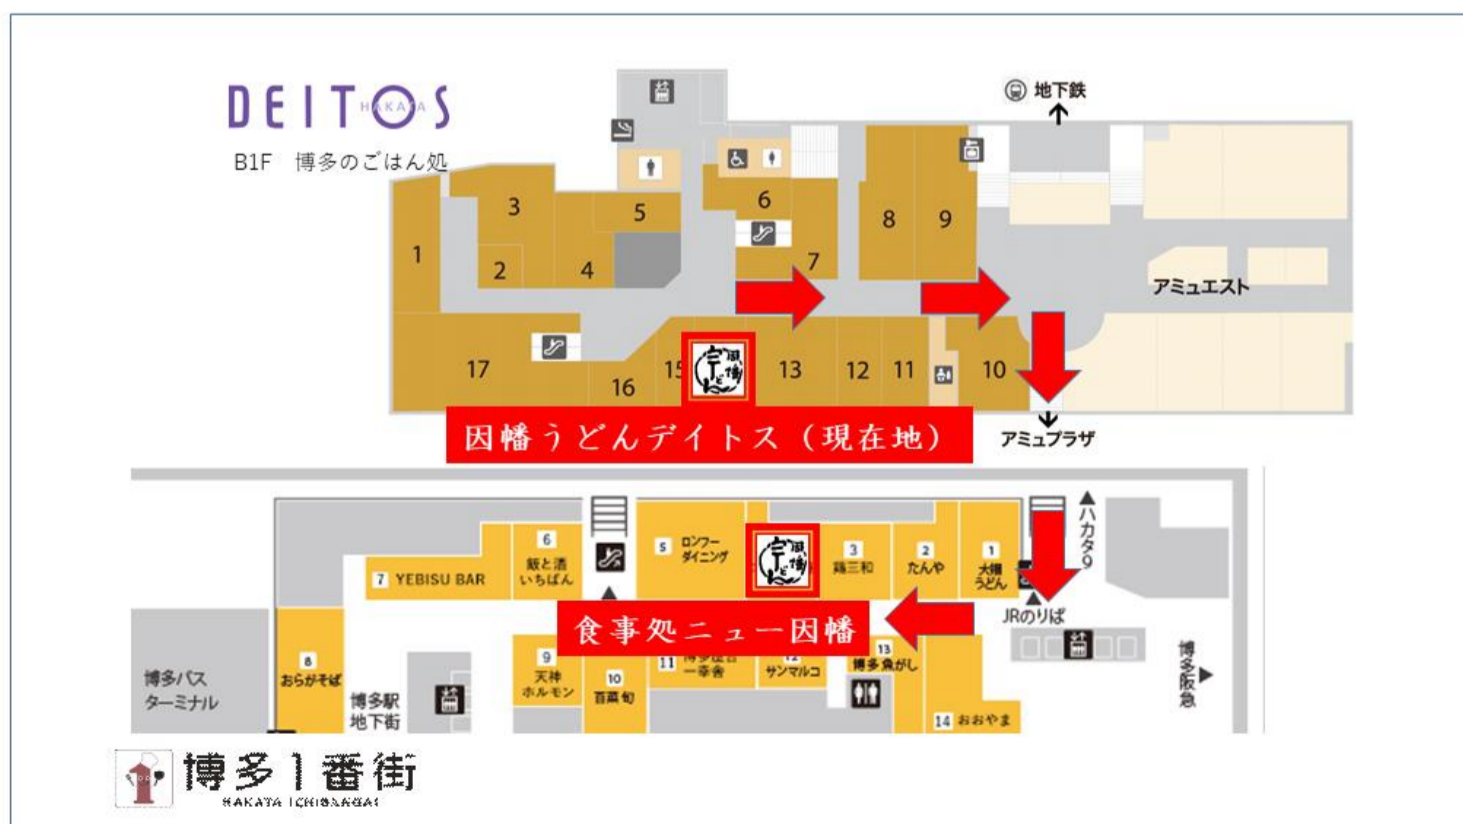 DEITOS
HAKATA
B1F 博多のごはん処
地下鉄
1
2
3
4
5
6
7
8
9
アミュエスト
17
16
15
13
12
11
10
アミュプラザ
因幡うどんデイトス（現在地）
ハカタ9
7 YEBISU BAR
6
飯と酒
いちばん
5 ロンフー
ダイニング
3
2
たんや
1
うどん
JRのりば
食事処ニュー因幡
博多バス
ターミナル
8
おらがそば
博多駅
地下街
9
天神
ホルモン
10
百菜旬
11
一幸舎
12
サンマルコ
13
博多魚がし
14 おおやま
博多阪急
博多1番街
HAKATA ICHIBANGAI